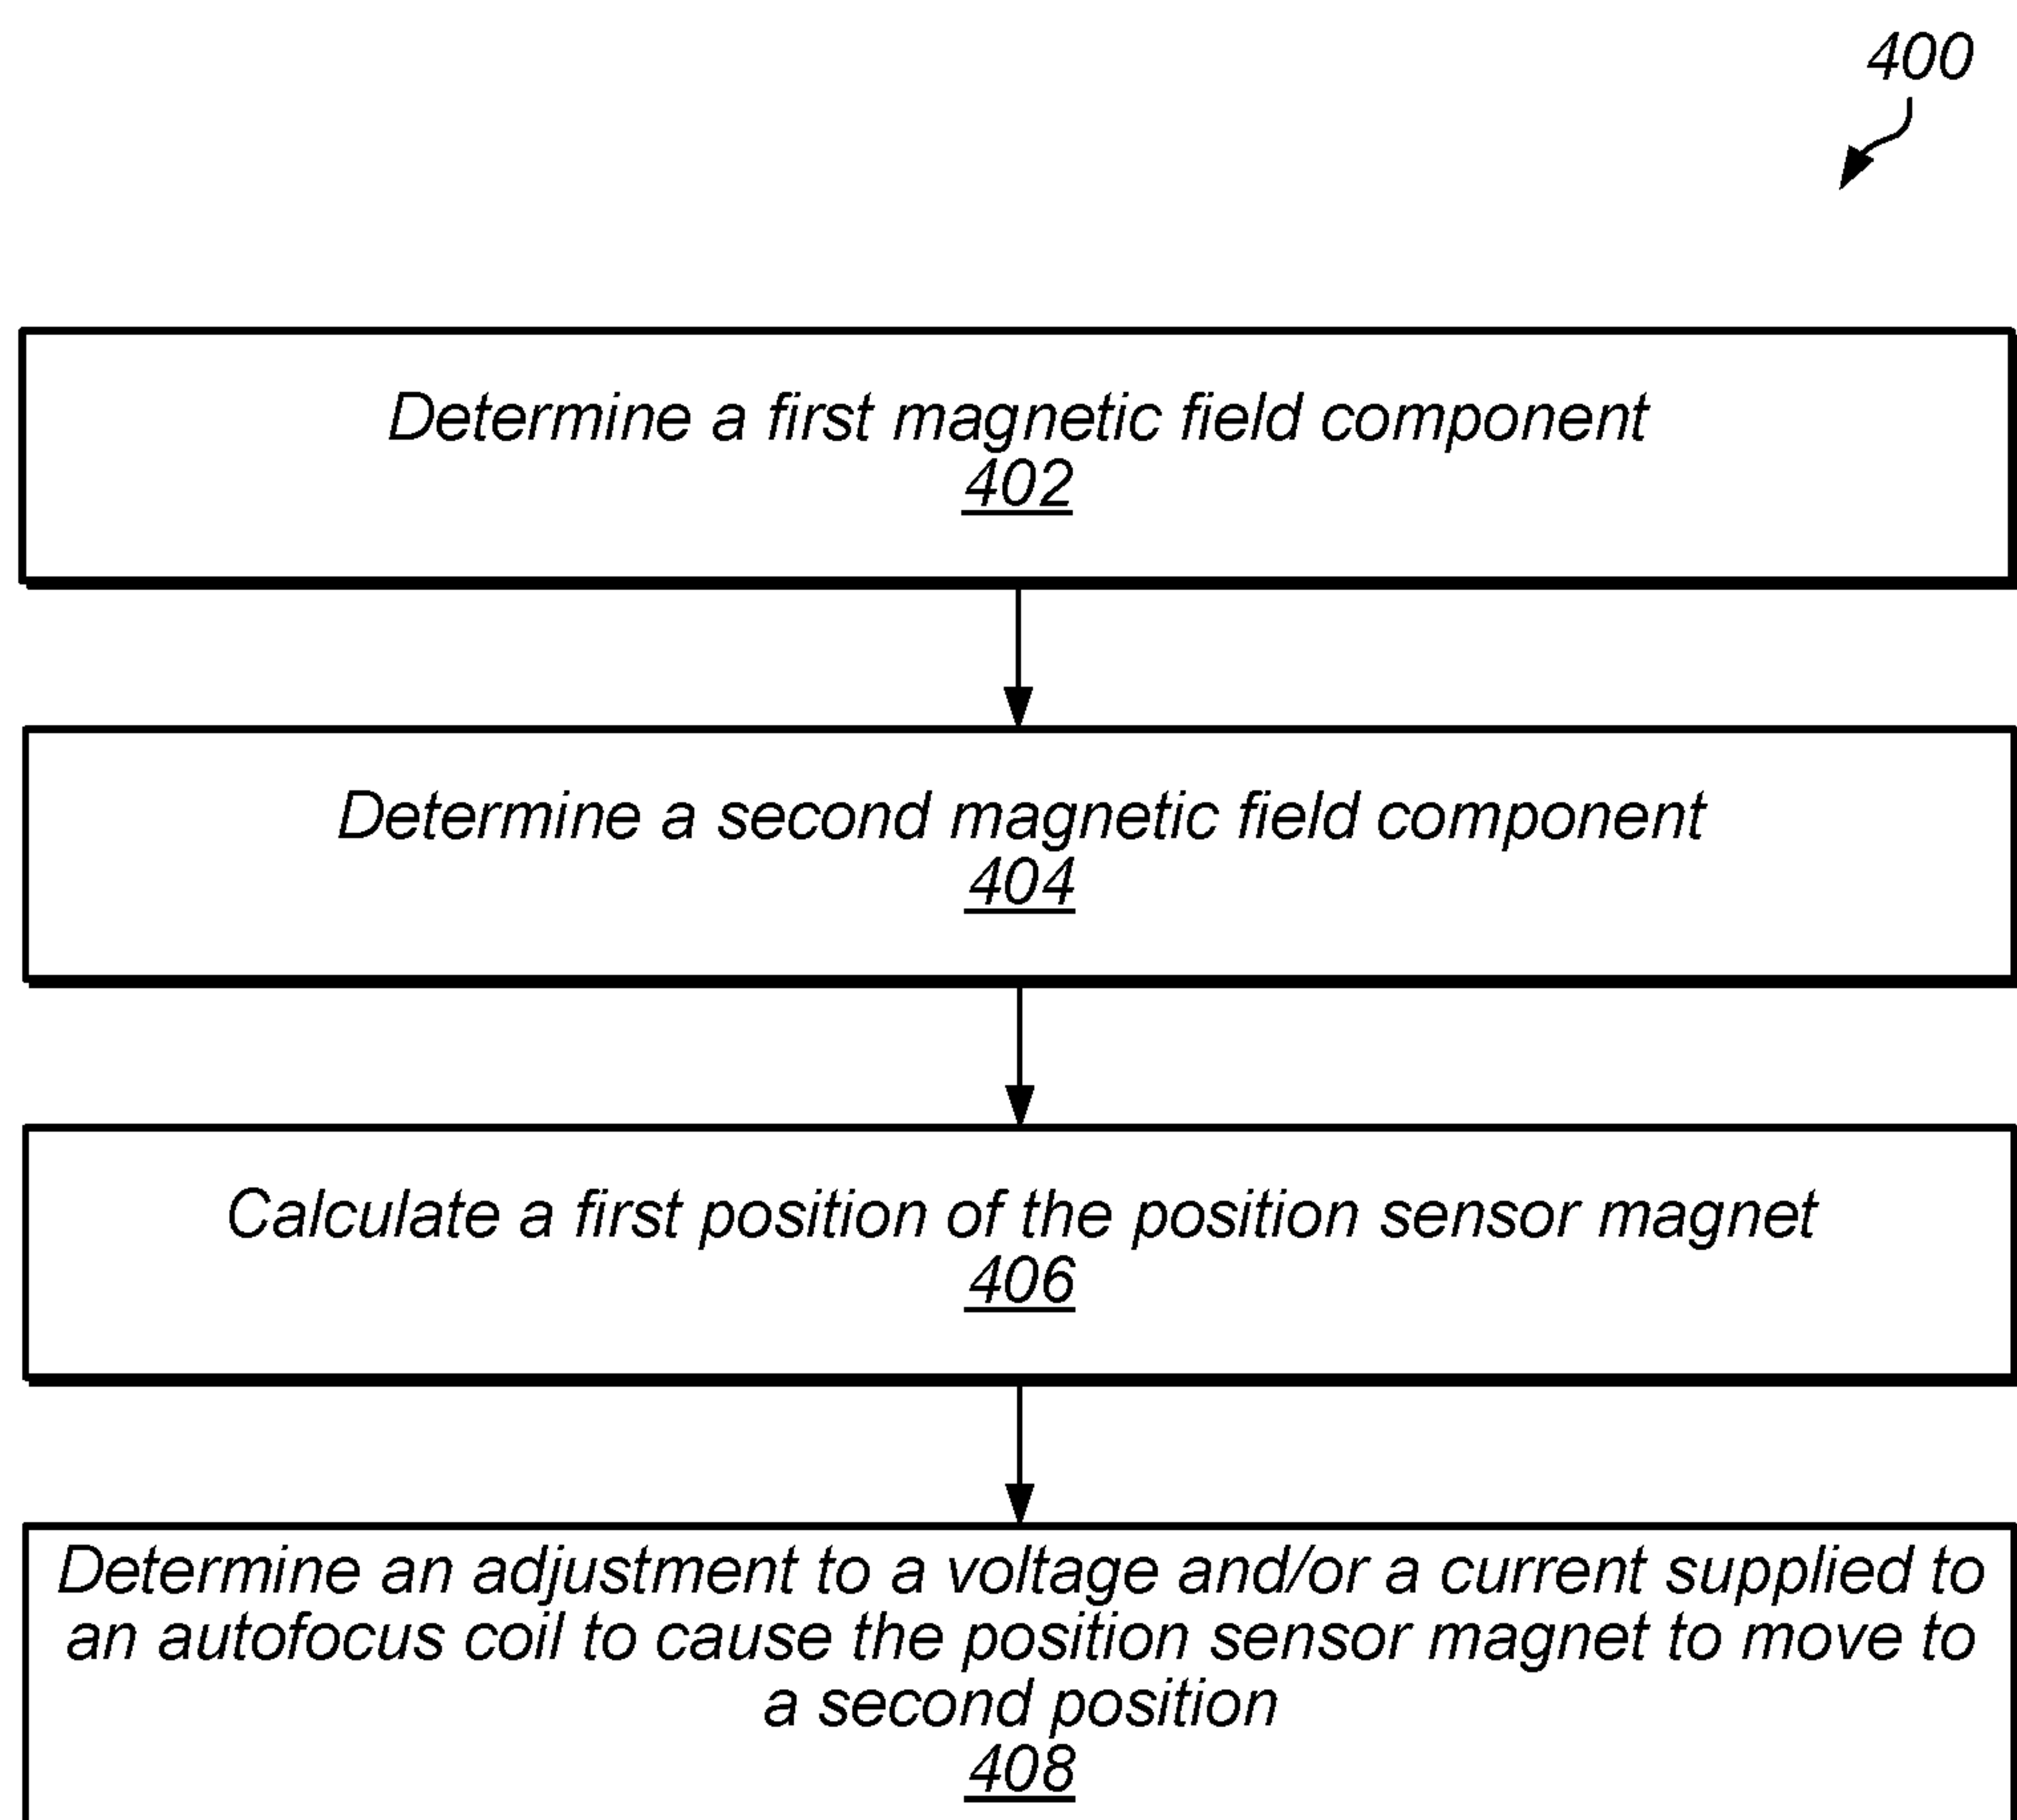 400
Determine a first magnetic field component
402
Determine a second magnetic field component
404
Calculate a first position of the position sensor magnet
406
Determine an adjustment to a voltage and/or a current supplied to
an autofocus coil to cause the position sensor magnet to move to
a second position
408